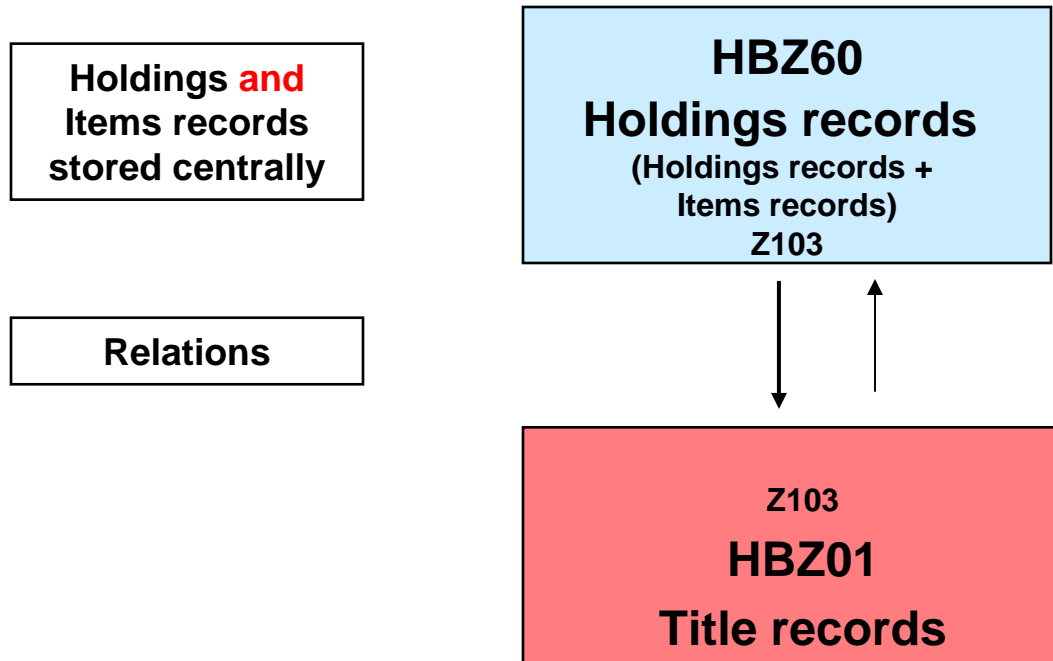 Holdings and
Items records
stored centrally
HBZ60
Holdings records
(Holdings records +
Items records)
Z103
Relations
Z103
HBZ01
Title records